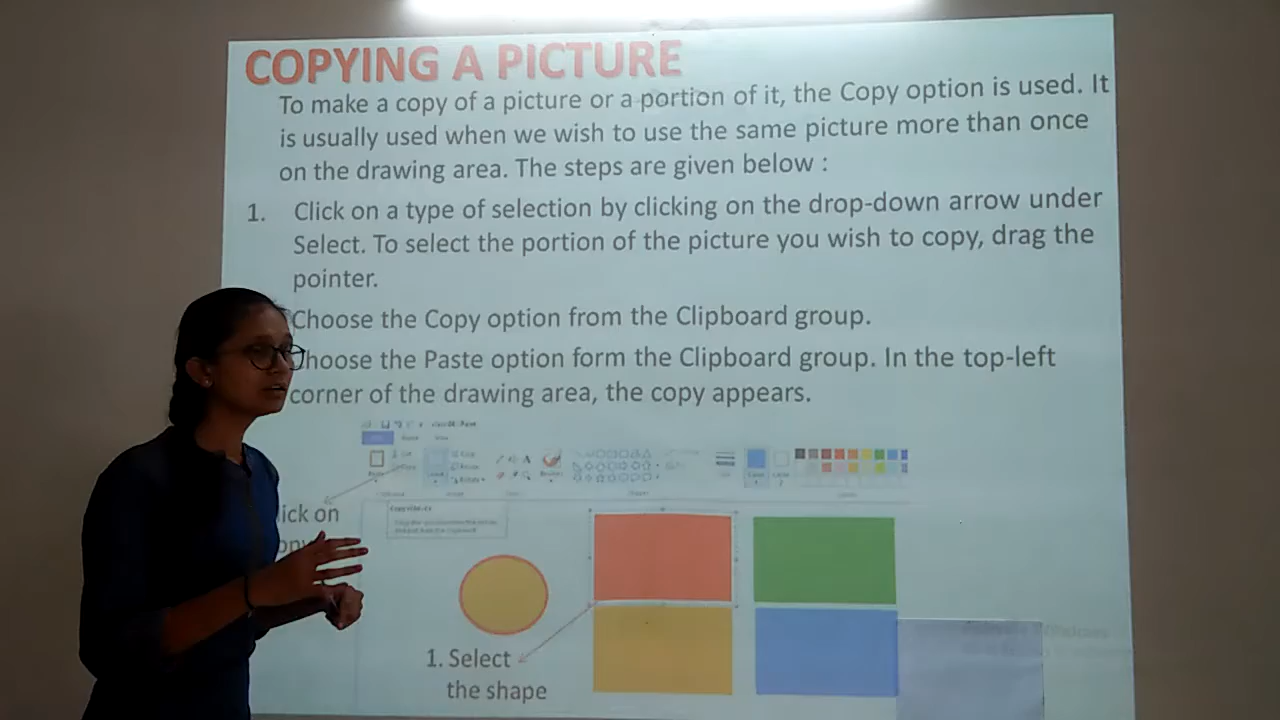 COPYING A PICTURE
To make a copy of a picture or a portion of it, the Copy option is used. It
is usually used when we wish to use the same picture more than once
on the drawing area. The steps are given below :
1. Click on a type of selection by clicking on the drop-down arrow under
Select. To select the portion of the picture you wish to copy, drag the
pointer.
Choose the Copy option from the Clipboard group.
hoose the Paste option form the Clipboard group. In the top-left
corner of the drawing area, the copy appears.
ick on
1. Select
the shape